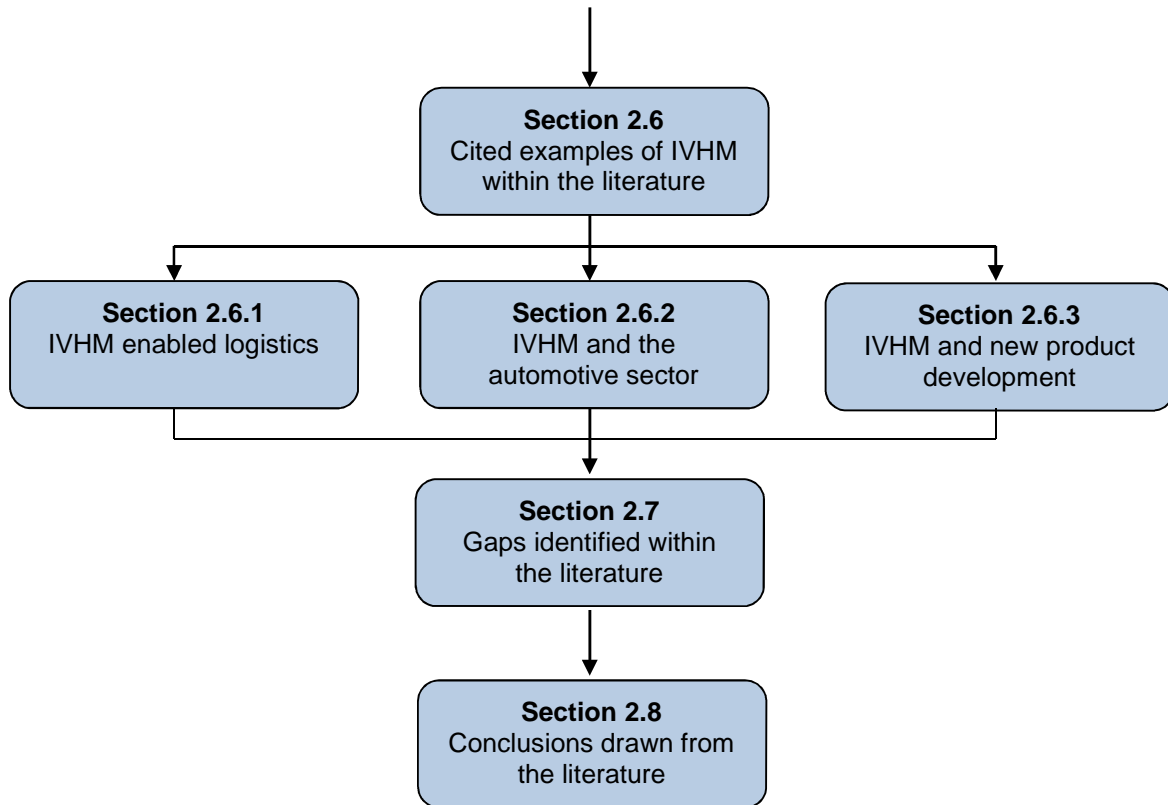 Section 2.6
Cited examples of IVHM
within the literature
Section 2.6.1
IVHM enabled logistics
Section 2.6.2
IVHM and the
automotive sector
Section 2.6.3
IVHM and new product
development
Section 2.7
Gaps identified within
the literature
Section 2.8
Conclusions drawn from
the literature